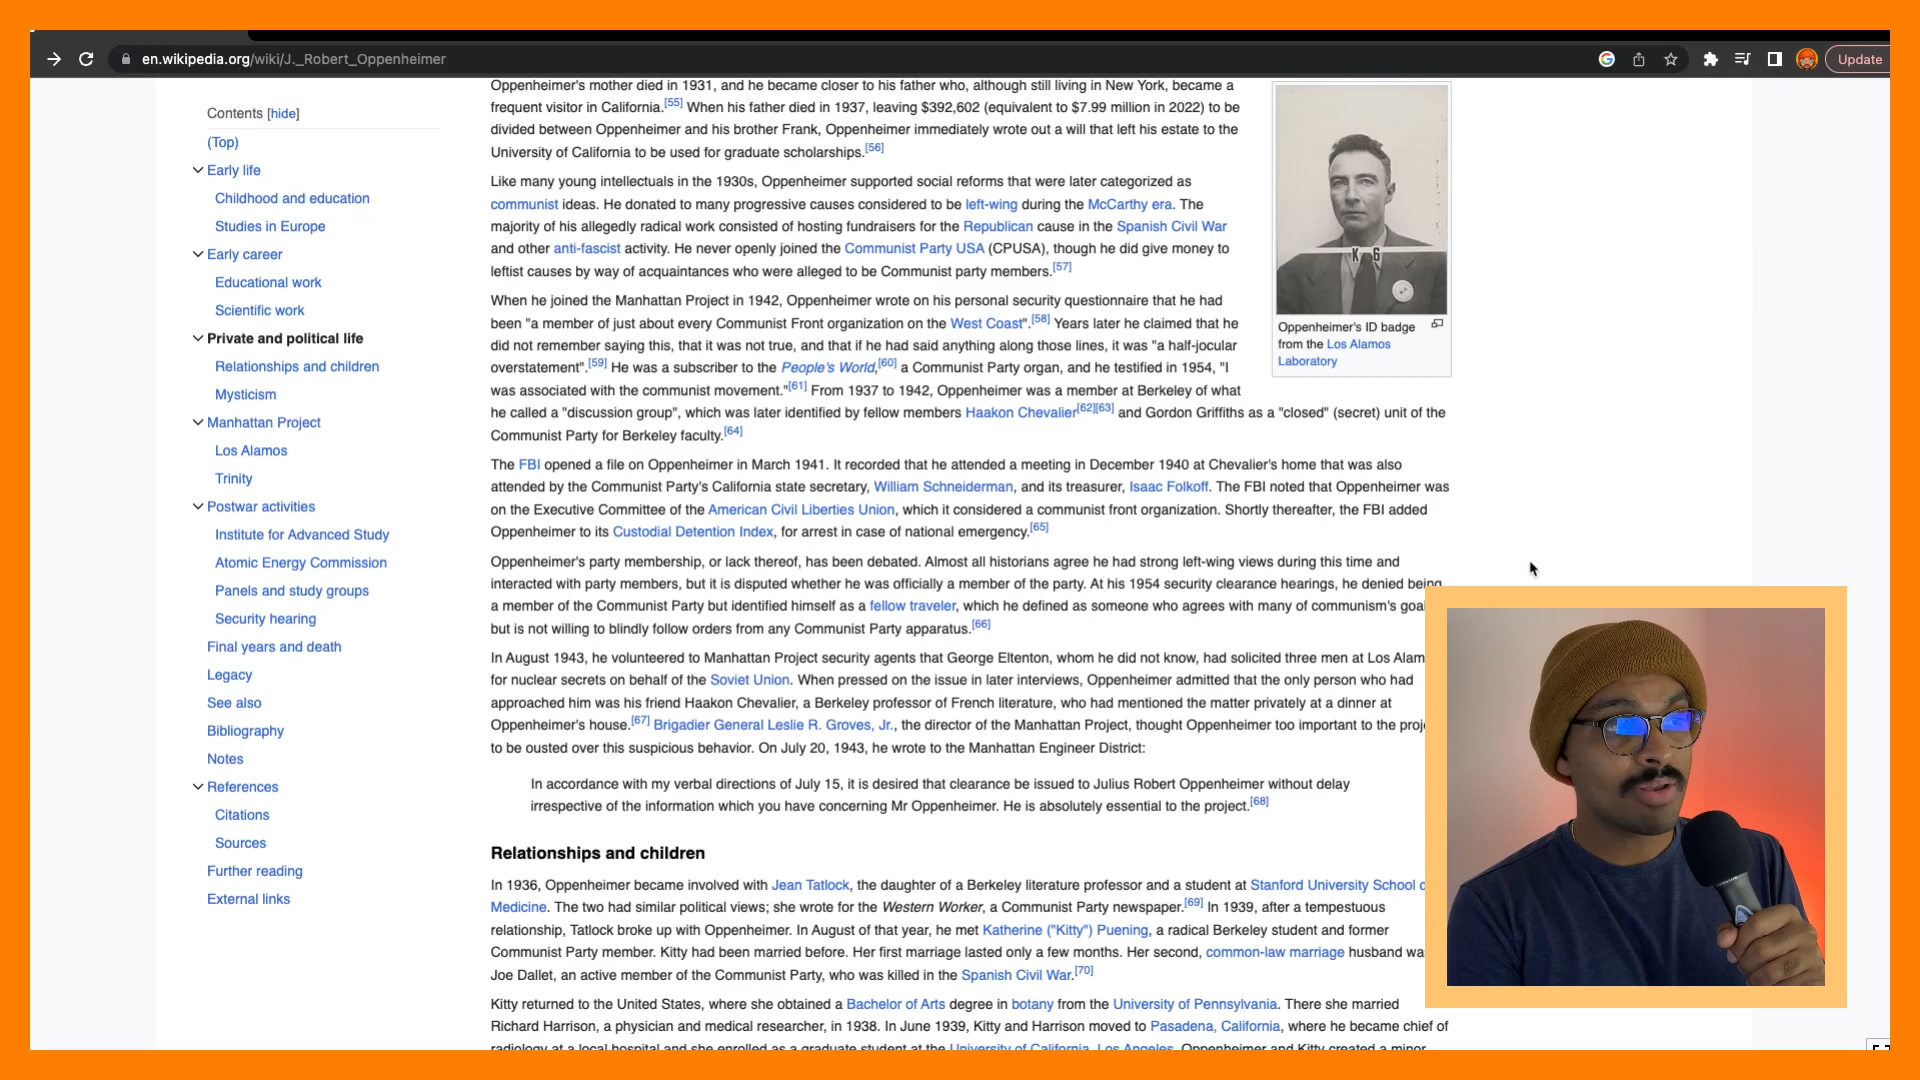 en.wikipedia.org/wiki/J._Robert_Oppenheimer
Update
Contents [hide]
(Top)
Early life
Childhood and education
Studies in Europe
Early career
Educational work
Scientific work
Private and political life
Relationships and children
Mysticism
Manhattan Project
Los Alamos
Trinity
Postwar activities
Institute for Advanced Study
Atomic Energy Commission
Panels and study groups
Security hearing
Final years and death
Legacy
See also
Bibliography
Notes
References
Citations
Sources
Further reading
External links
Oppenheimer's mother died in 1931, and he became closer to his father who, although still living in New York, became a
frequent visitor in California.[55] When his father died in 1937, leaving $392,602 (equivalent to $7.99 million in 2022) to be
divided between Oppenheimer and his brother Frank, Oppenheimer immediately wrote out a will that left his estate to the
University of California to be used for graduate scholarships.[56]
Like many young intellectuals in the 1930s, Oppenheimer supported social reforms that were later categorized as
communist ideas. He donated to many progressive causes considered to be left-wing during the McCarthy era. The
majority of his allegedly radical work consisted of hosting fundraisers for the Republican cause in the Spanish Civil War
and other anti-fascist activity. He never openly joined the Communist Party USA (CPUSA), though he did give money to
leftist causes by way of acquaintances who were alleged to be Communist party members.[57]
When he joined the Manhattan Project in 1942, Oppenheimer wrote on his personal security questionnaire that he had
been "a member of just about every Communist Front organization on the West Coast".[58] Years later he claimed that he
did not remember saying this, that it was not true, and that if he had said anything along those lines, it was "a half-jocular
overstatement".[59] He was a subscriber to the People's World,[60] a Communist Party organ, and he testified in 1954, "I
was associated with the communist movement."[61] From 1937 to 1942, Oppenheimer was a member at Berkeley of what
he called a "discussion group", which was later identified by fellow members Haakon Chevalier[62][63] and Gordon Griffiths as a "closed" (secret) unit of the
Communist Party for Berkeley faculty.[64]
The FBI opened a file on Oppenheimer in March 1941. It recorded that he attended a meeting in December 1940 at Chevalier's home that was also
attended by the Communist Party's California state secretary, William Schneiderman, and its treasurer, Isaac Folkoff. The FBI noted that Oppenheimer was
on the Executive Committee of the American Civil Liberties Union, which it considered a communist front organization. Shortly thereafter, the FBI added
Oppenheimer to its Custodial Detention Index, for arrest in case of national emergency.[65]
Oppenheimer's party membership, or lack thereof, has been debated. Almost all historians agree he had strong left-wing views during this time and
interacted with party members, but it is disputed whether he was officially a member of the party. At his 1954 security clearance hearings, he denied being
a member of the Communist Party but identified himself as a fellow traveler, which he defined as someone who agrees with many of communism's goa
but is not willing to blindly follow orders from any Communist Party apparatus.[66]
In August 1943, he volunteered to Manhattan Project security agents that George Eltenton, whom he did not know, had solicited three men at Los Alam
for nuclear secrets on behalf of the Soviet Union. When pressed on the issue in later interviews, Oppenheimer admitted that the only person who had
approached him was his friend Haakon Chevalier, a Berkeley professor of French literature, who had mentioned the matter privately at a dinner at
Oppenheimer's house.[67] Brigadier General Leslie R. Groves, Jr., the director of the Manhattan Project, thought Oppenheimer too important to the proj
to be ousted over this suspicious behavior. On July 20, 1943, he wrote to the Manhattan Engineer District:
In accordance with my verbal directions of July 15, it is desired that clearance be issued to Julius Robert Oppenheimer without delay
irrespective of the information which you have concerning Mr Oppenheimer. He is absolutely essential to the project.[68]
Relationships and children
In 1936, Oppenheimer became involved with Jean Tatlock, the daughter of a Berkeley literature professor and a student at Stanford University School o
Medicine. The two had similar political views; she wrote for the Western Worker, a Communist Party newspaper.[69] In 1939, after a tempestuous
relationship, Tatlock broke up with Oppenheimer. In August of that year, he met Katherine ("Kitty") Puening, a radical Berkeley student and former
Communist Party member. Kitty had been married before. Her first marriage lasted only a few months. Her second, common-law marriage husband wa
Joe Dallet, an active member of the Communist Party, who was killed in the Spanish Civil War.[70]
Kitty returned to the United States, where she obtained a Bachelor of Arts degree in botany from the University of Pennsylvania. There she married
Richard Harrison, a physician and medical researcher, in 1938. In June 1939, Kitty and Harrison moved to Pasadena, California, where he became chief of
radiology at a local hospital and she enrolled as a graduate student at the University of California, Los Angeles. Oppenheimer and Kitty created a minor
K 6
Oppenheimer's ID badge
from the Los Alamos
Laboratory